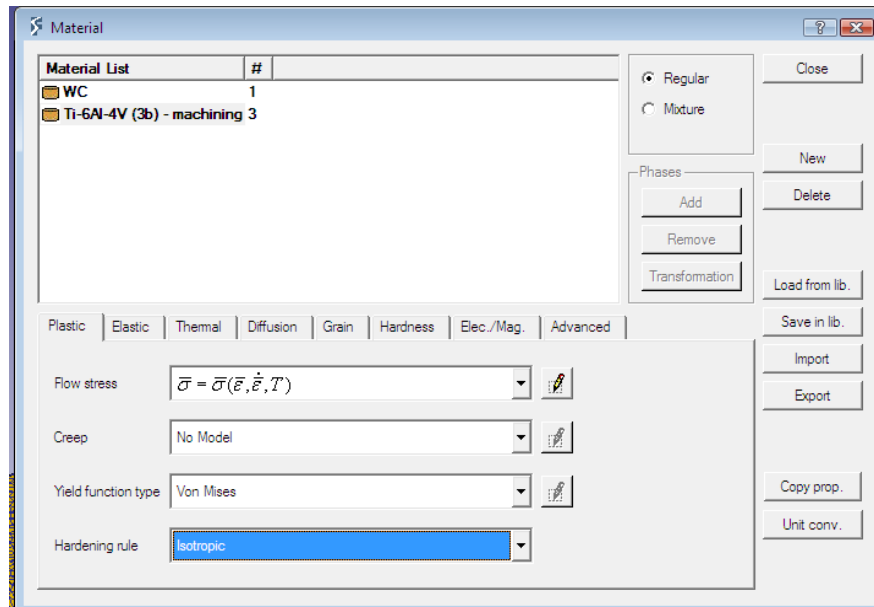 Material
Material List #
WC 1
Ti-6Al-4V (3b) - machining 3
Regular
Mixture
Phases
Add
Remove
Transformation
Close
New
Delete
Load from lib.
Save in lib.
Import
Export
Copy prop.
Unit conv.
Plastic Elastic Thermal Diffusion Grain Hardness Elec./Mag. Advanced
Flow stress σ̅ = σ̅(ε̅, ε̅̇, T)
Creep No Model
Yield function type Von Mises
Hardening rule Isotropic